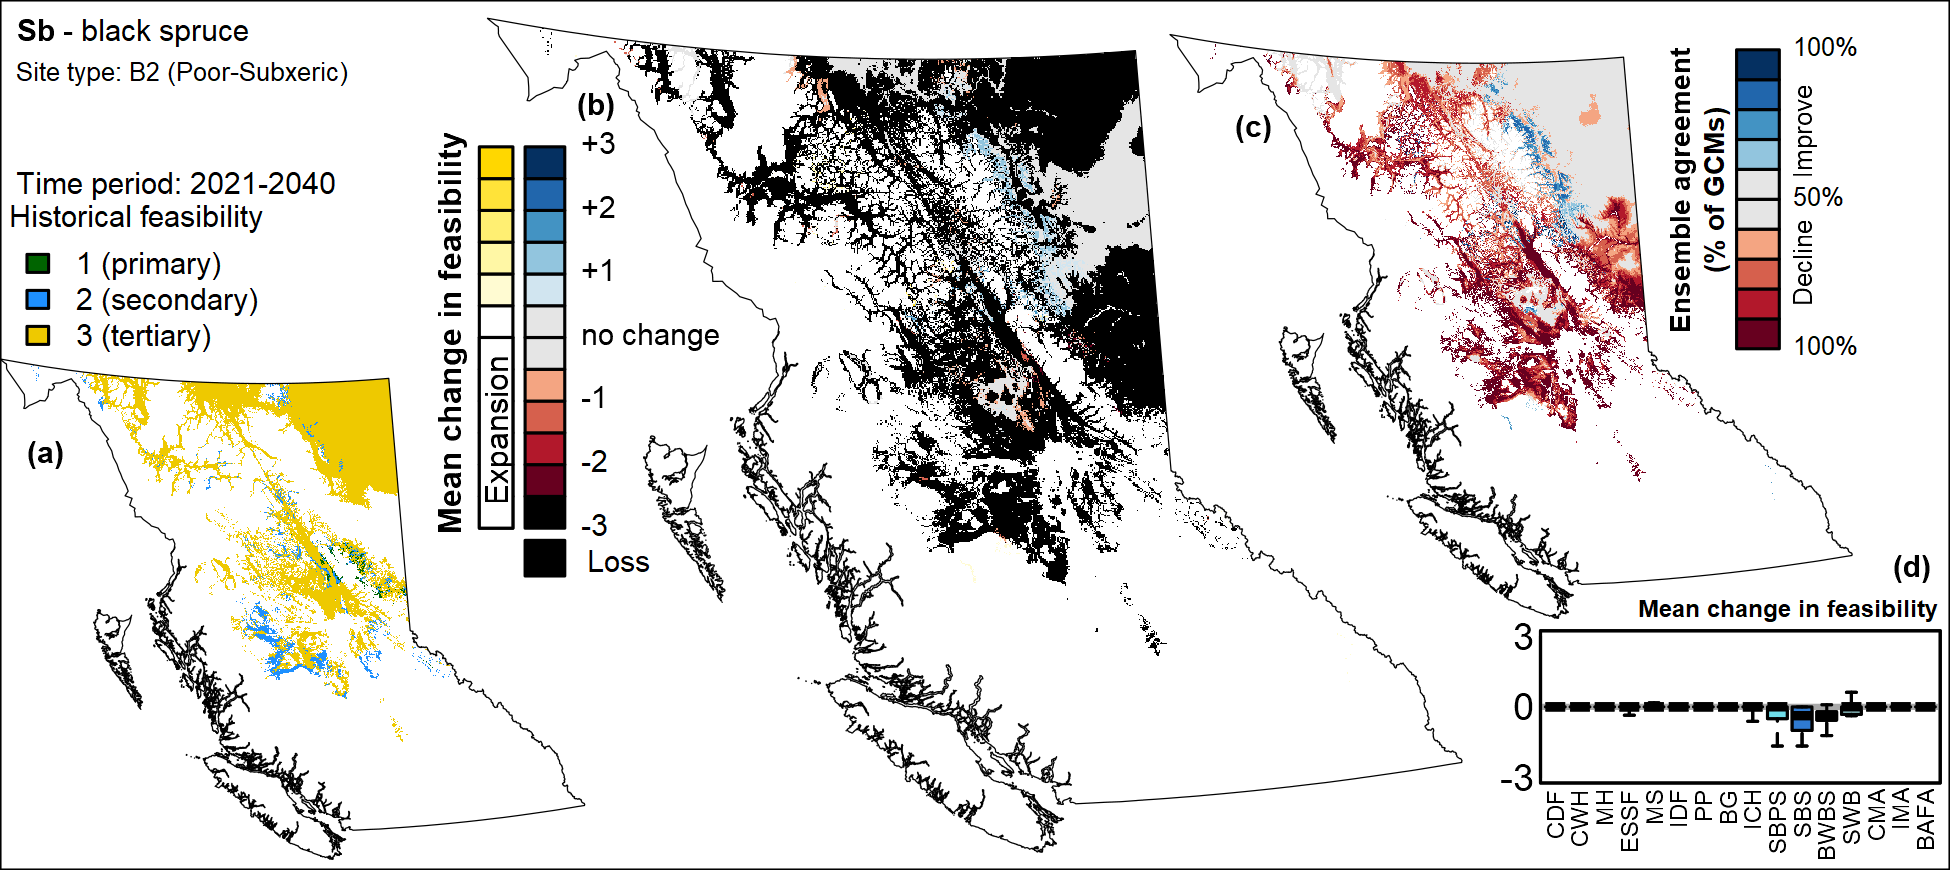 Sb - black spruce
Site type: B2 (Poor-Subxeric)
Time period: 2021-2040
Historical feasibility
1 (primary)
2 (secondary)
3 (tertiary)
(a)
(b)
Mean change in feasibility
Expansion
+3
+2
+1
no change
-1
-2
-3
Loss
(c)
Ensemble agreement
(% of GCMs)
100%
Improve
50%
Decline
100%
(d)
Mean change in feasibility
3
0
-3
CDF
CWH
MH
ESSF
MS
IDF
PP
BG
ICH
SBPS
SBS
BWBS
SWB
CMA
IMA
BAFA